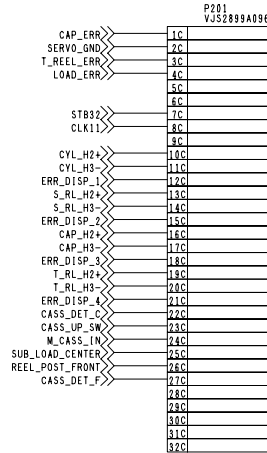 P201
VJS2899A096
CAP_ERR 1C
SERVO_GND 2C
T_REEL_ERR 3C
LOAD_ERR 4C
5C
6C
STB32 7C
CLK11 8C
9C
CYL_H2+ 10C
CYL_H3- 11C
ERR_DISP_1 12C
S_RL_H2+ 13C
S_RL_H3- 14C
ERR_DISP_2 15C
CAP_H2+ 16C
CAP_H3- 17C
ERR_DISP_3 18C
T_RL_H2+ 19C
T_RL_H3- 20C
ERR_DISP_4 21C
CASS_DET_C 22C
CASS_UP_SW 23C
M_CASS_IN 24C
SUB_LOAD_CENTER 25C
REEL_POST_FRONT 26C
CASS_DET_F 27C
28C
29C
30C
31C
32C